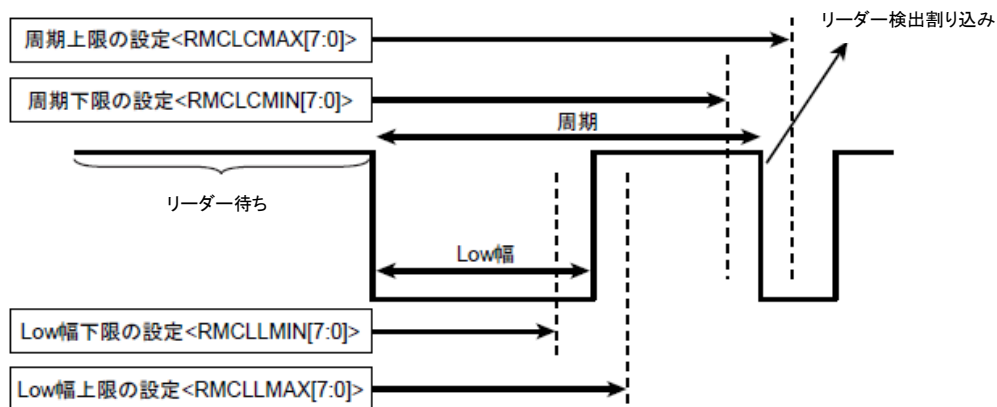 リーダー検出割り込み
周期上限の設定<RMCLCMAX[7:0]>
周期下限の設定<RMCLCMIN[7:0]>
周期
リーダー待ち
Low幅
Low幅下限の設定<RMCLLMIN[7:0]>
Low幅上限の設定<RMCLLMAX[7:0]>